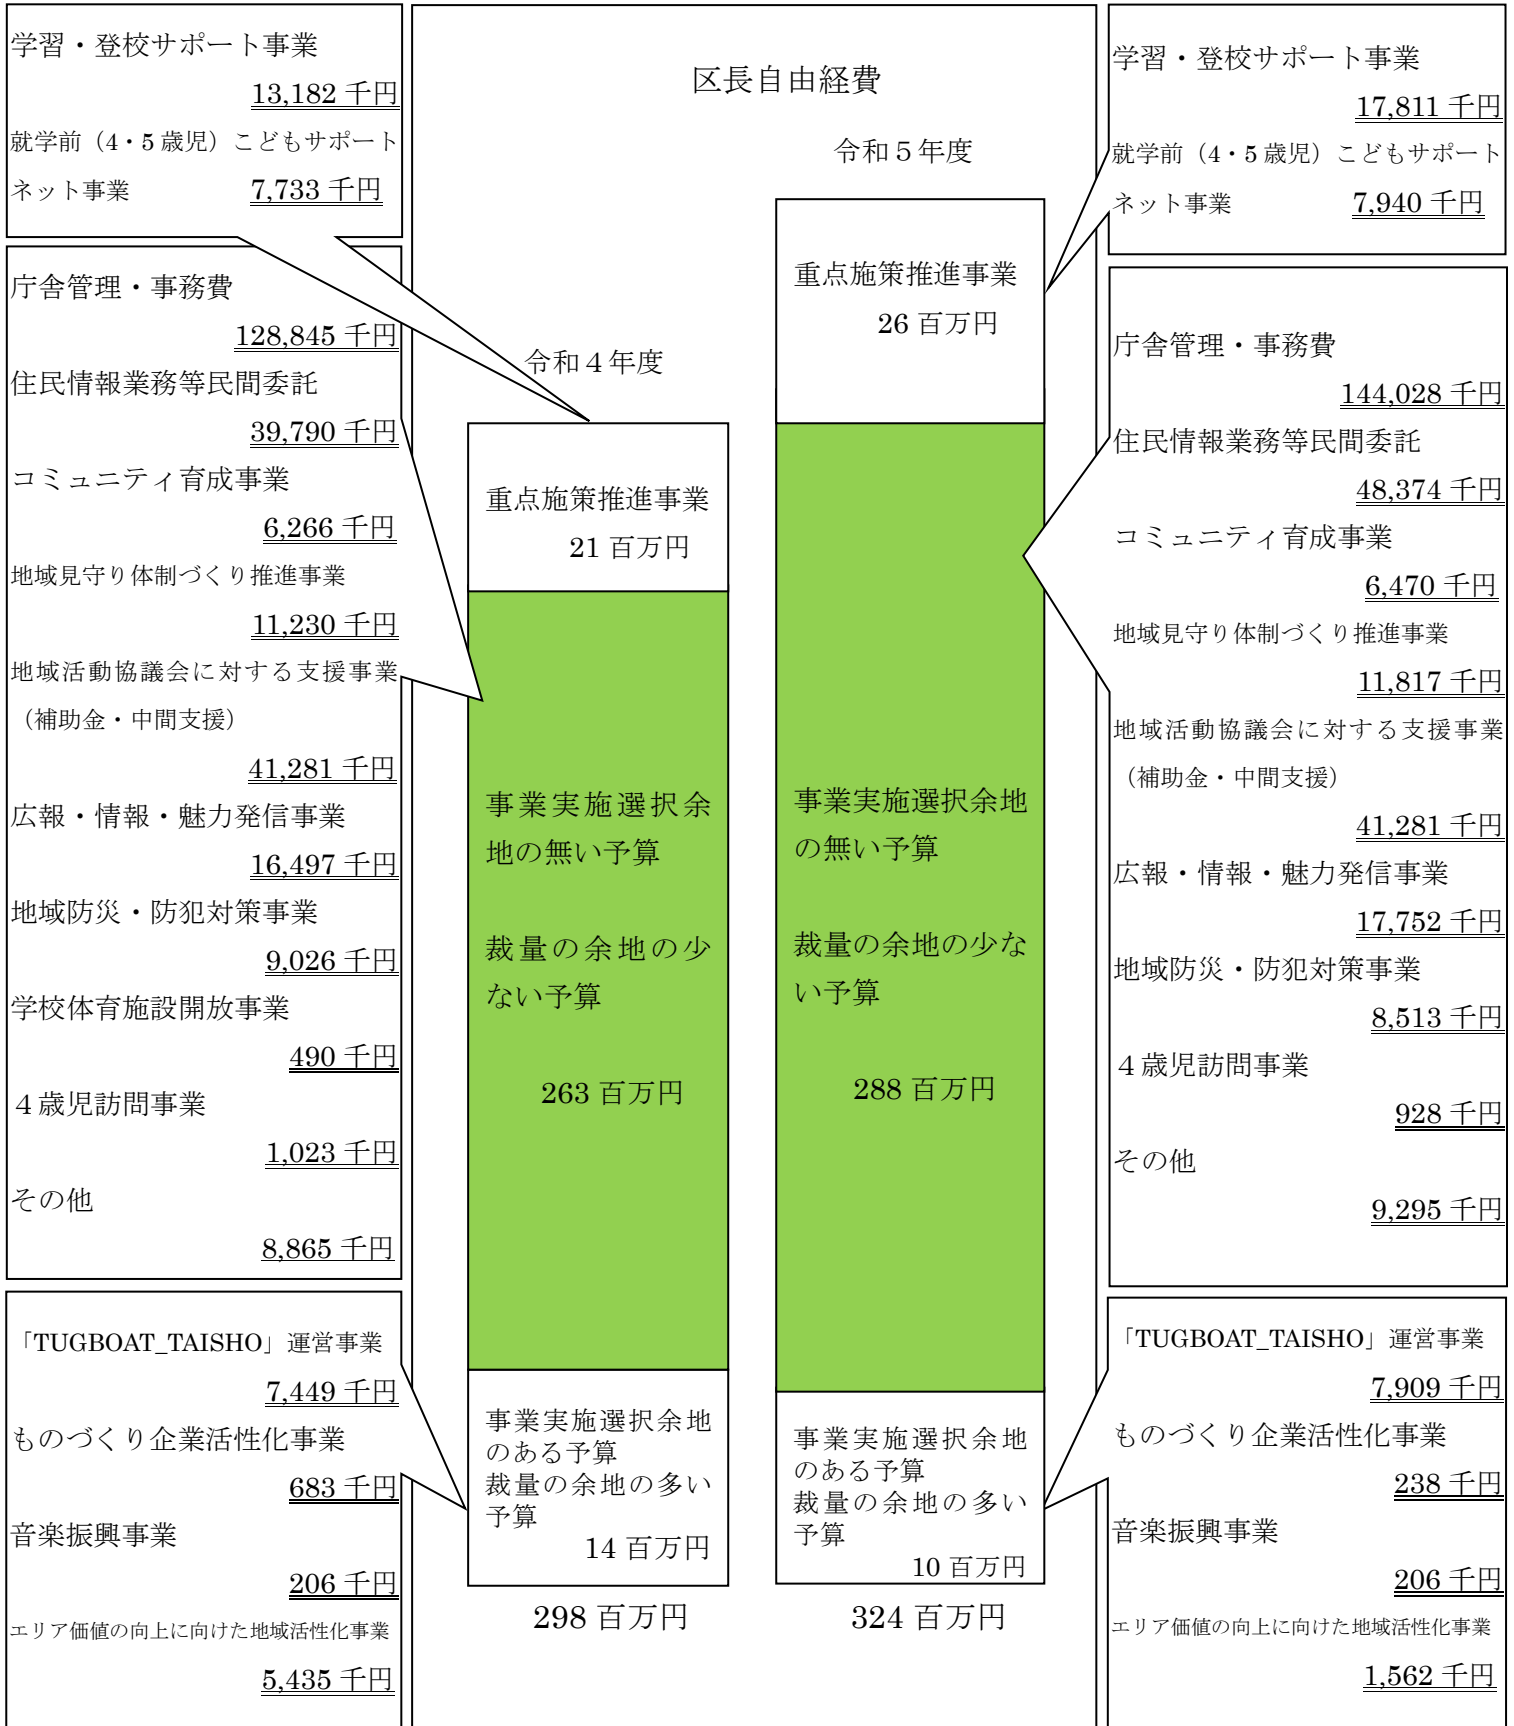 学習・登校サポート事業
13,182 千円
就学前（4・5 歳児）こどもサポート
ネット事業 7,733 千円
庁舎管理・事務費
128,845 千円
住民情報業務等民間委託
39,790 千円
コミュニティ育成事業
6,266 千円
地域見守り体制づくり推進事業
11,230 千円
地域活動協議会に対する支援事業
（補助金・中間支援）
41,281 千円
広報・情報・魅力発信事業
16,497 千円
地域防災・防犯対策事業
9,026 千円
学校体育施設開放事業
490 千円
４歳児訪問事業
1,023 千円
その他
8,865 千円
「TUGBOAT_TAISHO」運営事業
7,449 千円
ものづくり企業活性化事業
683 千円
音楽振興事業
206 千円
エリア価値の向上に向けた地域活性化事業
5,435 千円
区長自由経費
令和４年度
重点施策推進事業
21 百万円
事業実施選択余
地の無い予算
裁量の余地の少
ない予算
263 百万円
事業実施選択余地
のある予算
裁量の余地の多い
予算
14 百万円
298 百万円
令和５年度
重点施策推進事業
26 百万円
事業実施選択余地
の無い予算
裁量の余地の少な
い予算
288 百万円
事業実施選択余地
のある予算
裁量の余地の多い
予算
10 百万円
324 百万円
学習・登校サポート事業
17,811 千円
就学前（4・5 歳児）こどもサポート
ネット事業 7,940 千円
庁舎管理・事務費
144,028 千円
住民情報業務等民間委託
48,374 千円
コミュニティ育成事業
6,470 千円
地域見守り体制づくり推進事業
11,817 千円
地域活動協議会に対する支援事業
（補助金・中間支援）
41,281 千円
広報・情報・魅力発信事業
17,752 千円
地域防災・防犯対策事業
8,513 千円
４歳児訪問事業
928 千円
その他
9,295 千円
「TUGBOAT_TAISHO」運営事業
7,909 千円
ものづくり企業活性化事業
238 千円
音楽振興事業
206 千円
エリア価値の向上に向けた地域活性化事業
1,562 千円